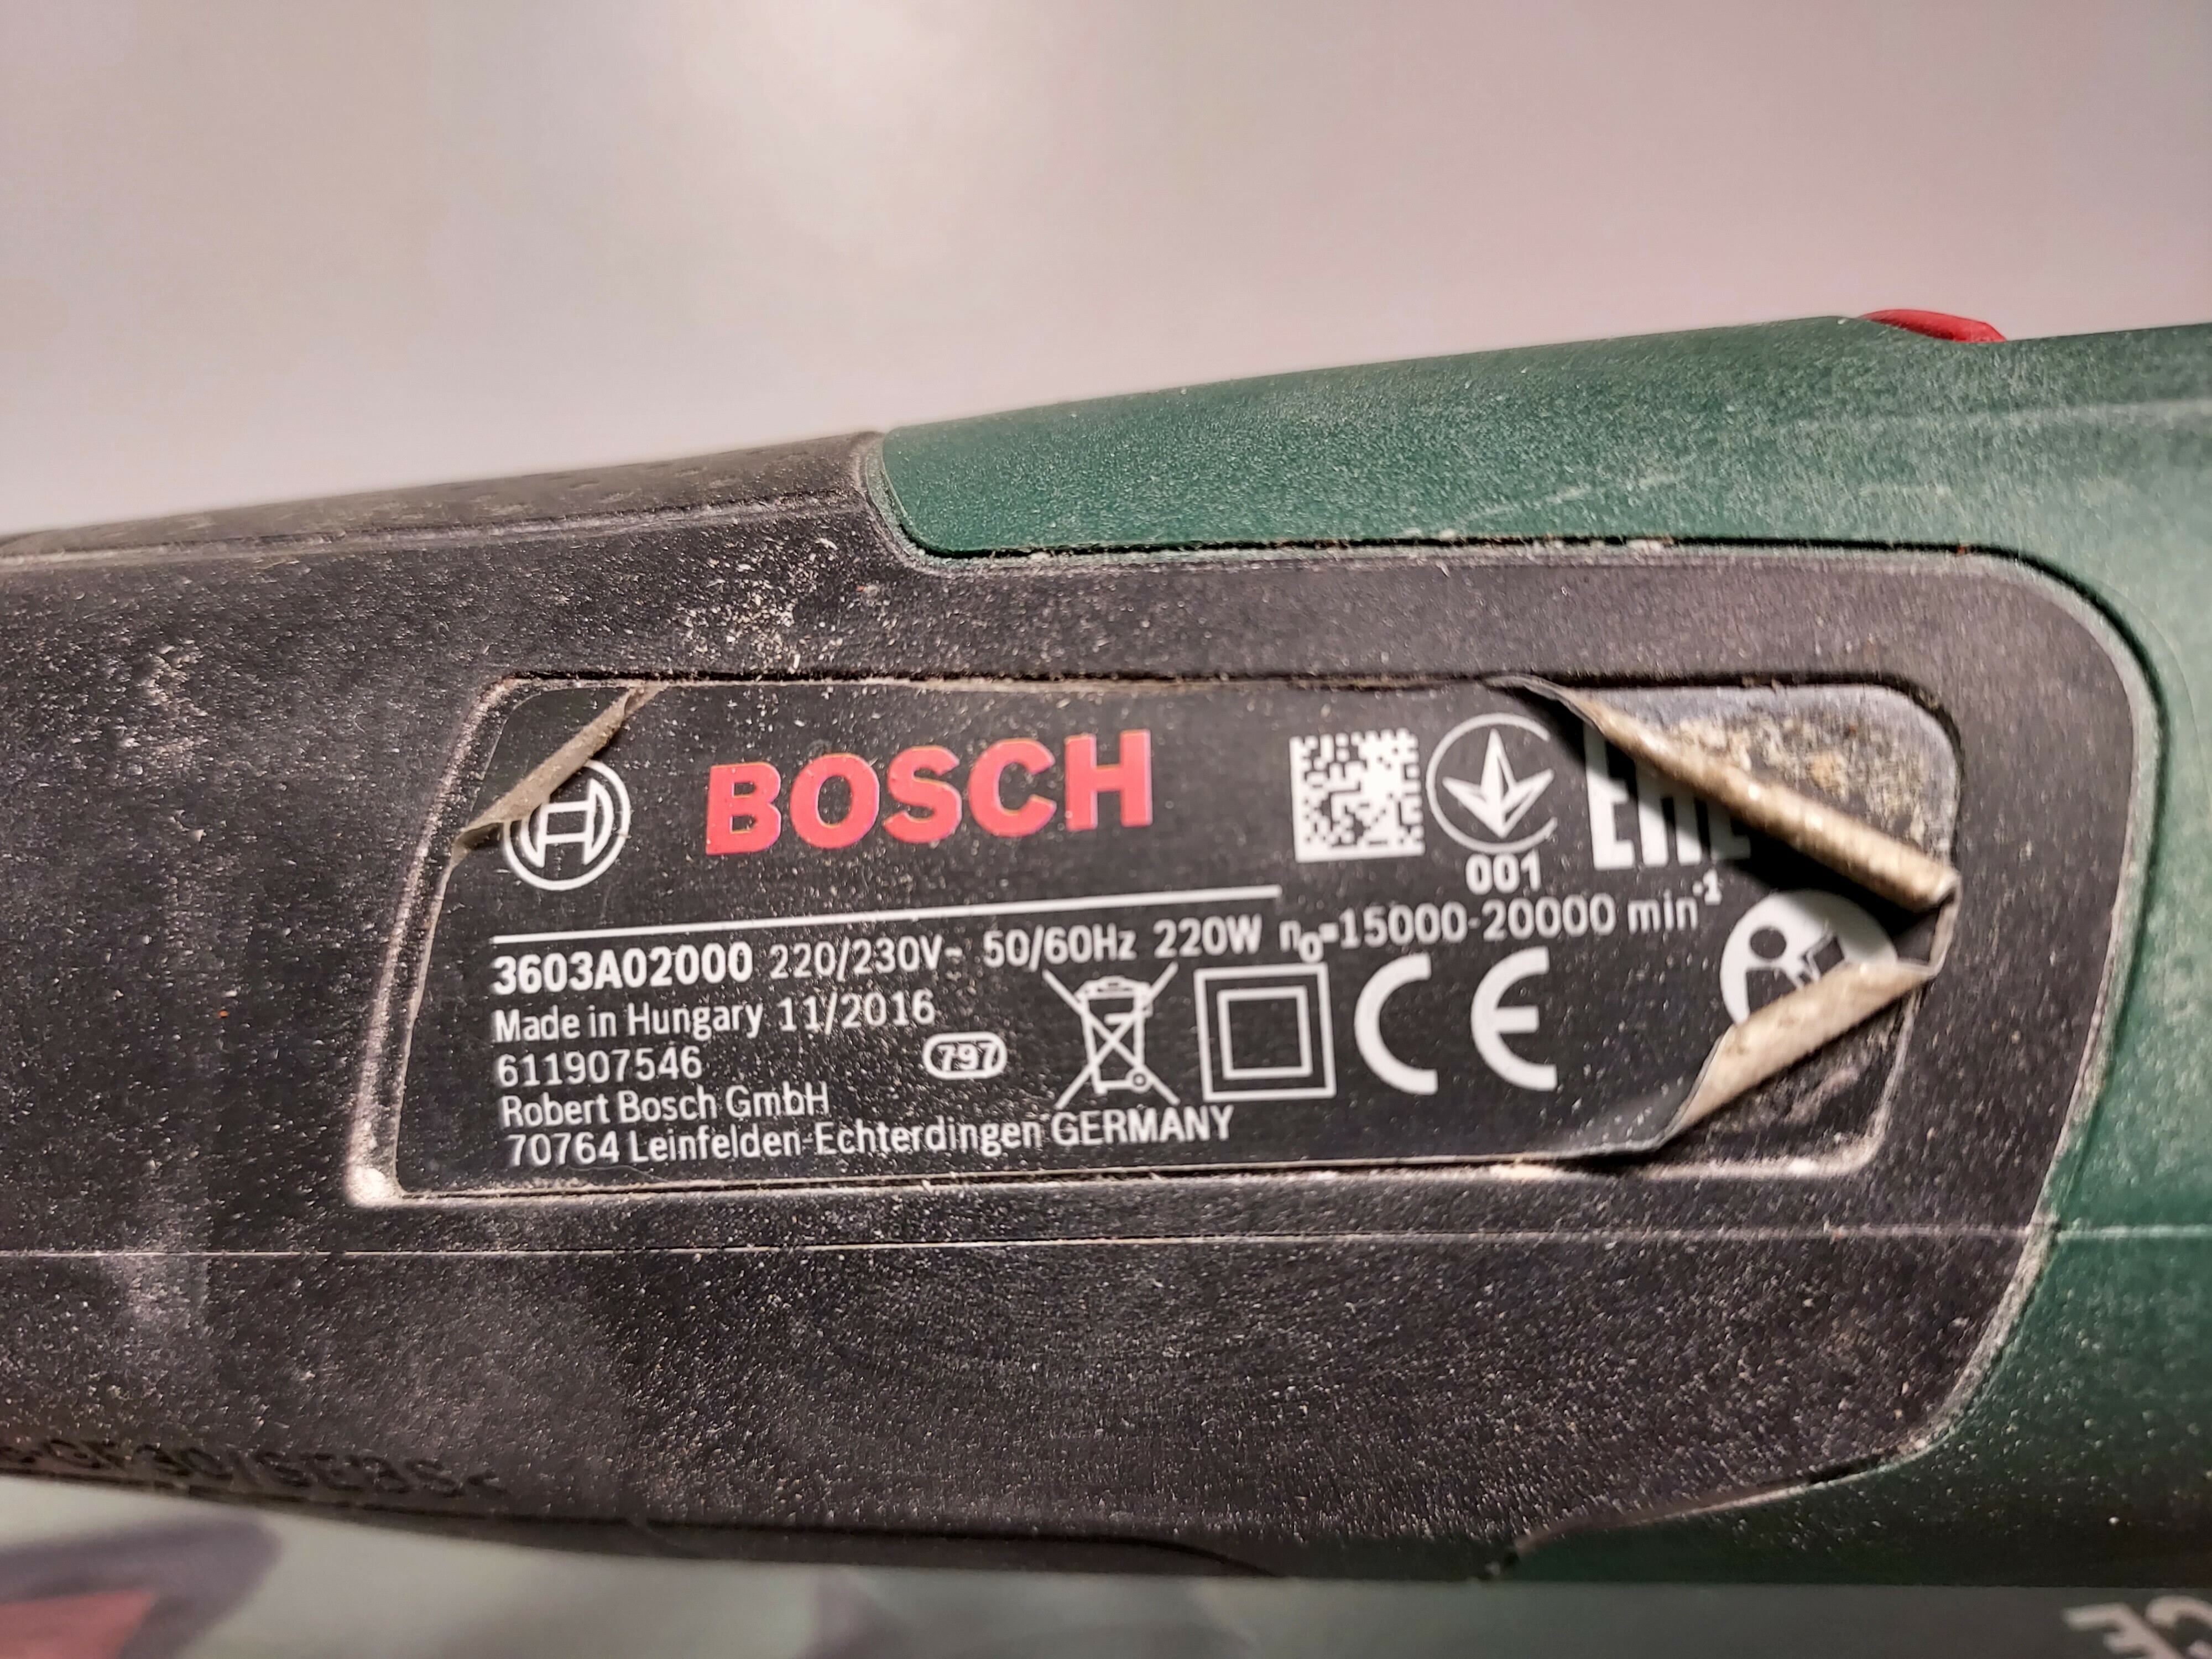 BOSCH
001
3603A02000 220/230V~ 50/60Hz 220W n₀=15000-20000 min⁻¹
Made in Hungary 11/2016
611907546
797
Robert Bosch GmbH
70764 Leinfelden-Echterdingen GERMANY
CE